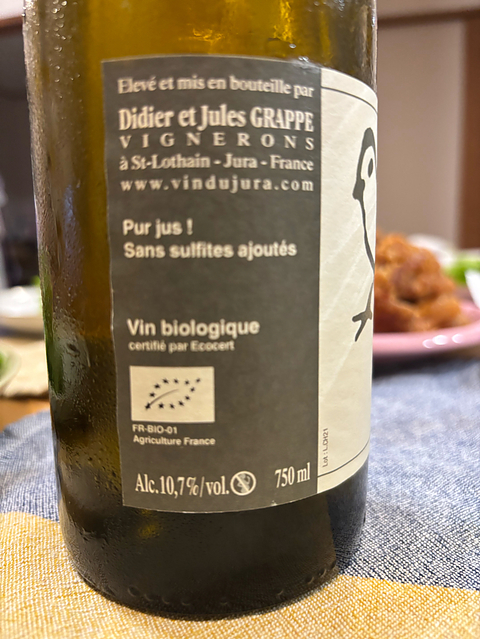 Elevé et mis en bouteille par
Didier et Jules GRAPPE
VIGNERONS
à St-Lothain - Jura - France
www.vindujura.com
Pur jus !
Sans sulfites ajoutés
Vin biologique
certifié par Ecocert
FR-BIO-01
Agriculture France
Alc.10,7%/vol. 750 ml
Lot : L.CH21